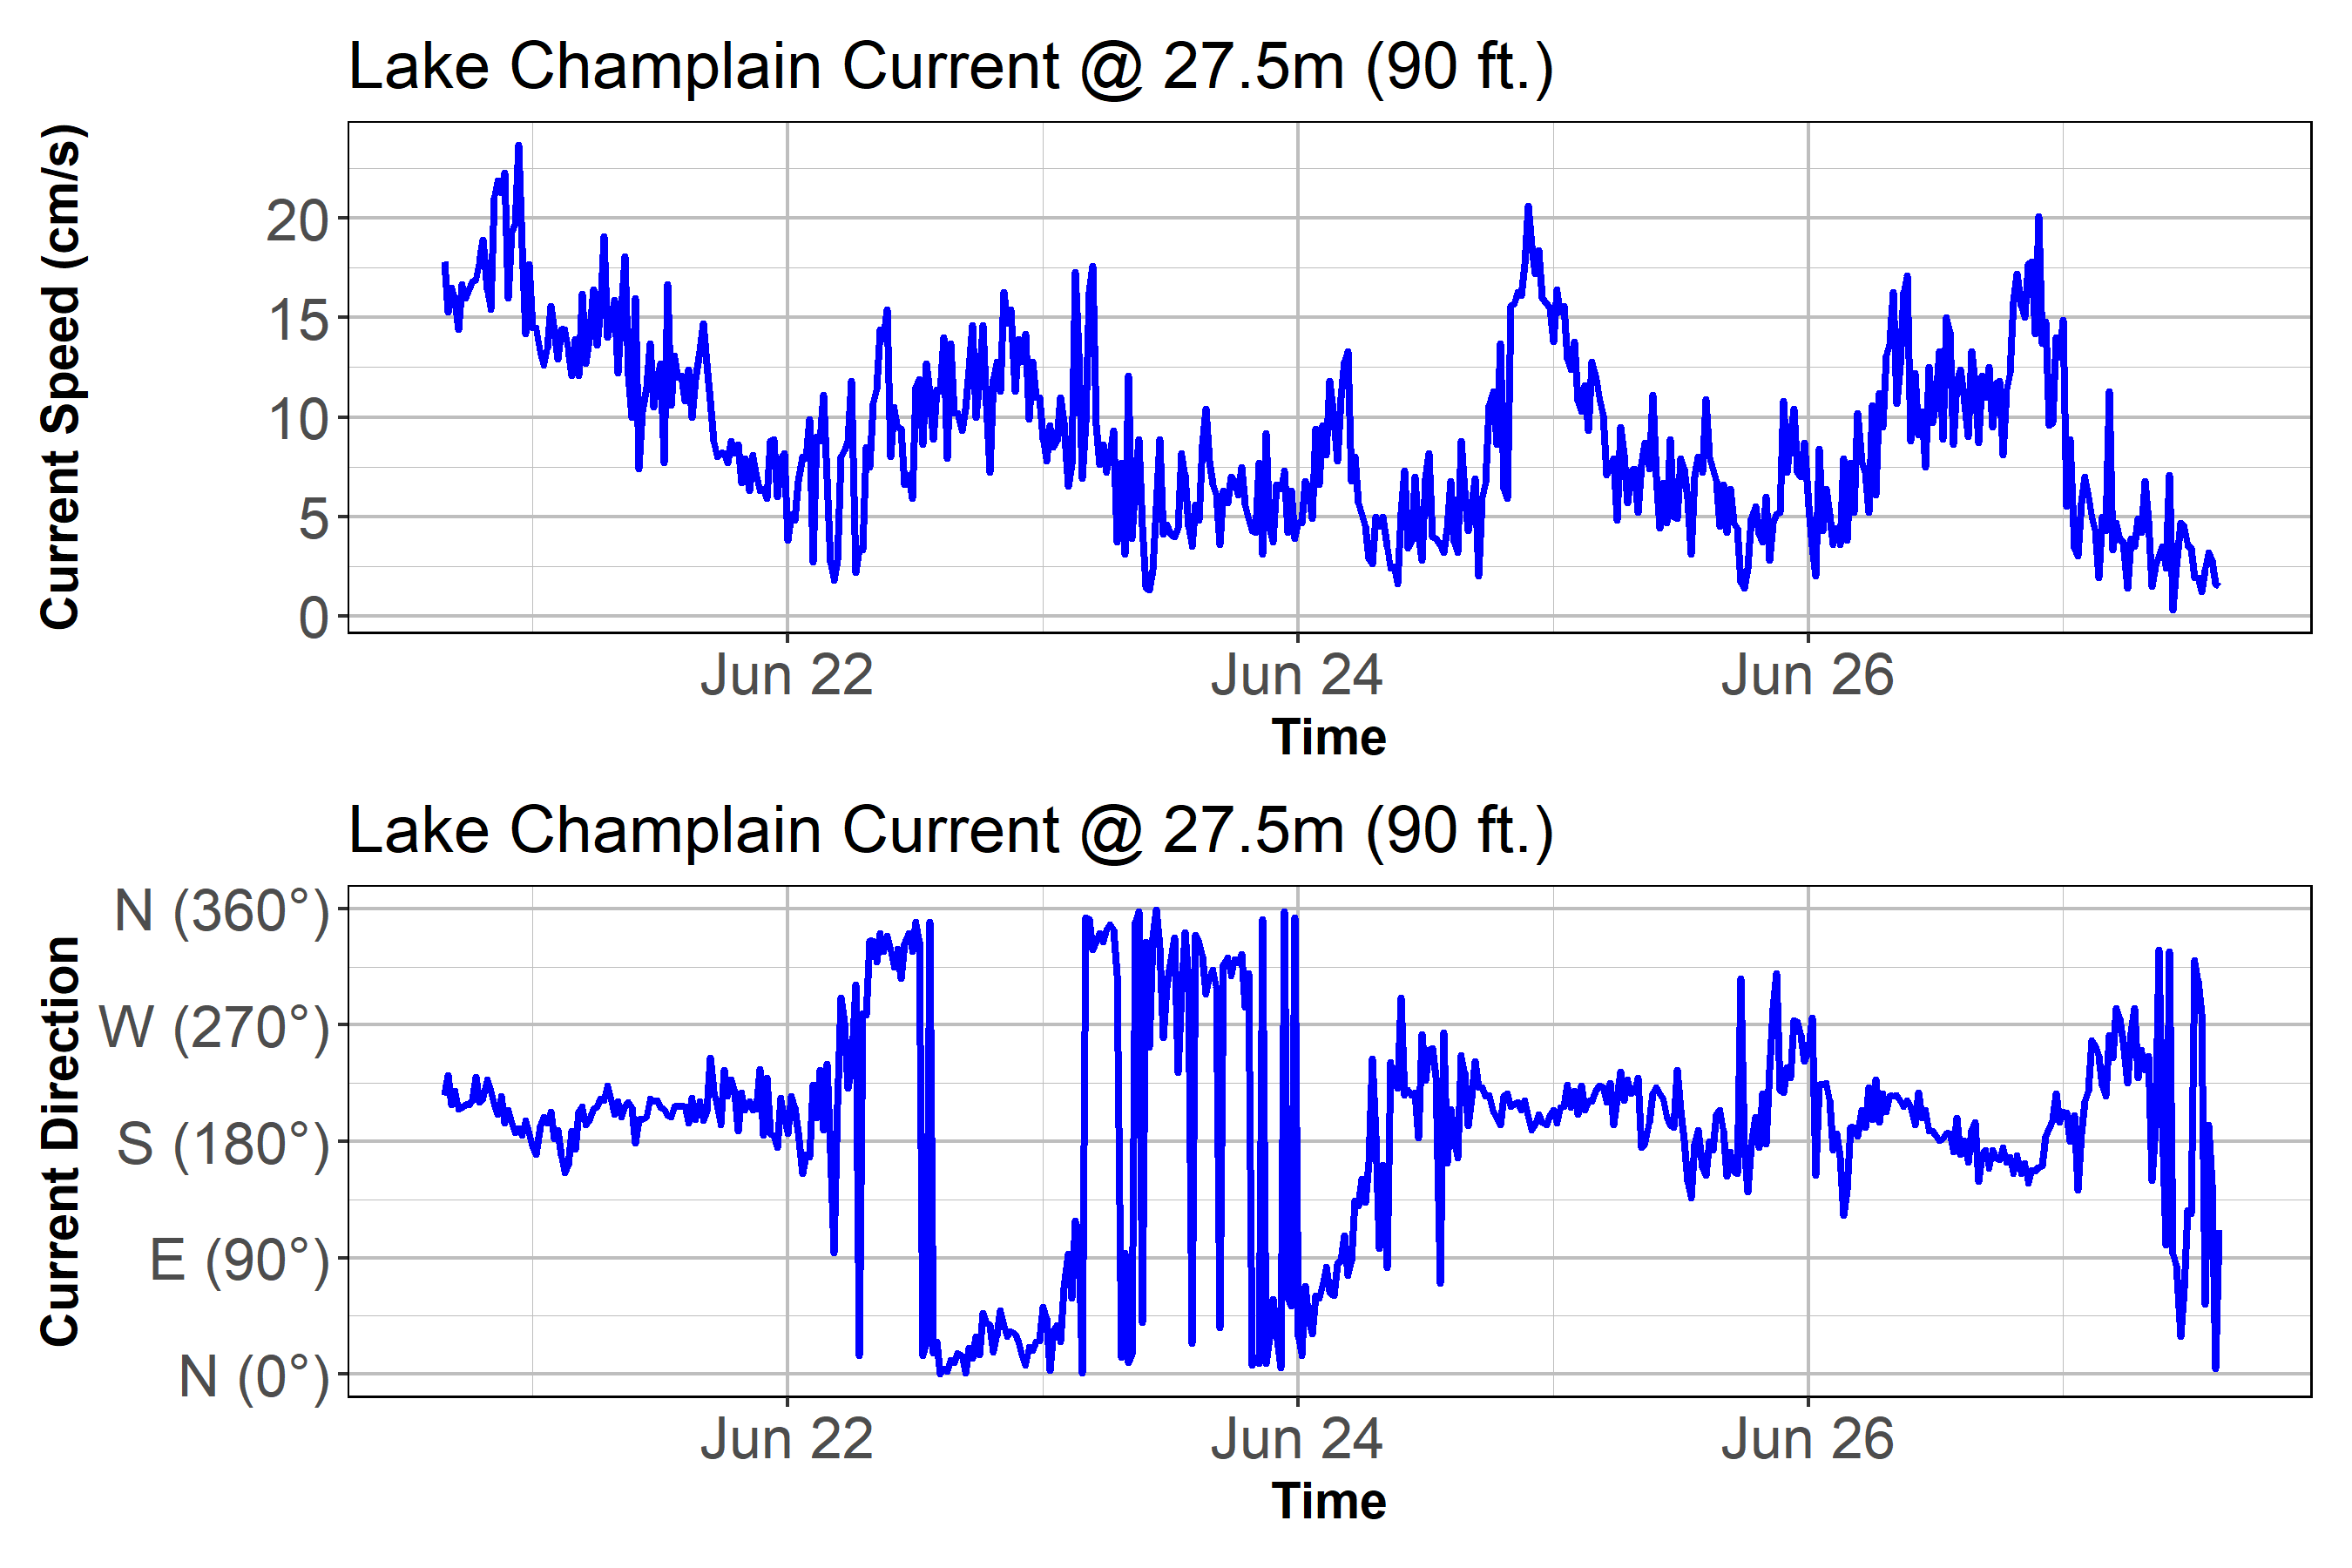 Lake Champlain Current @ 27.5m (90 ft.)
Current Speed (cm/s)
20
15
10
5
0
Jun 22 Jun 24 Jun 26
Time
Lake Champlain Current @ 27.5m (90 ft.)
Current Direction
N (360°)
W (270°)
S (180°)
E (90°)
N (0°)
Jun 22 Jun 24 Jun 26
Time